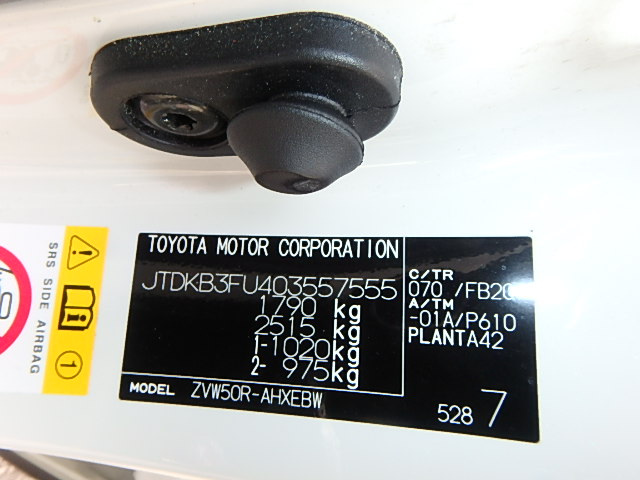 TOYOTA MOTOR CORPORATION
JTDKB3FU403557555
1790 kg
2515 kg
1-1020kg
2- 975kg
MODEL ZVW50R-AHXEBW
C/TR
070 /FB20
A/TM
-01A/P610
PLANTA42
528 7
SRS SIDE AIRBAG
1